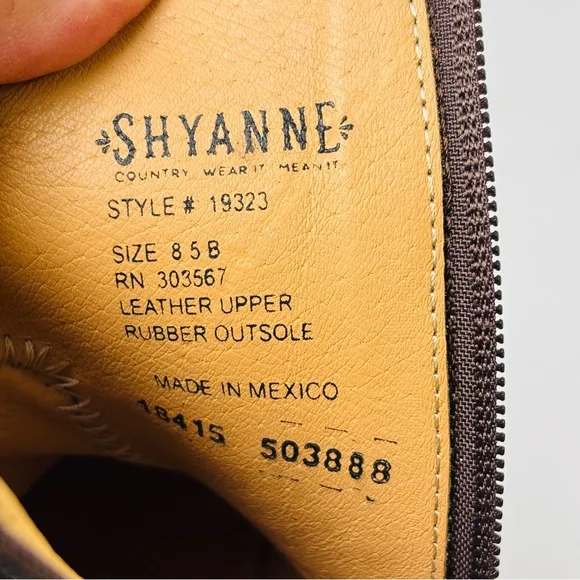 SHYANNE
COUNTRY. WEAR IT. MEAN IT.
STYLE # 19323
SIZE 8 5 B
RN 303567
LEATHER UPPER
RUBBER OUTSOLE
MADE IN MEXICO
18415 503888